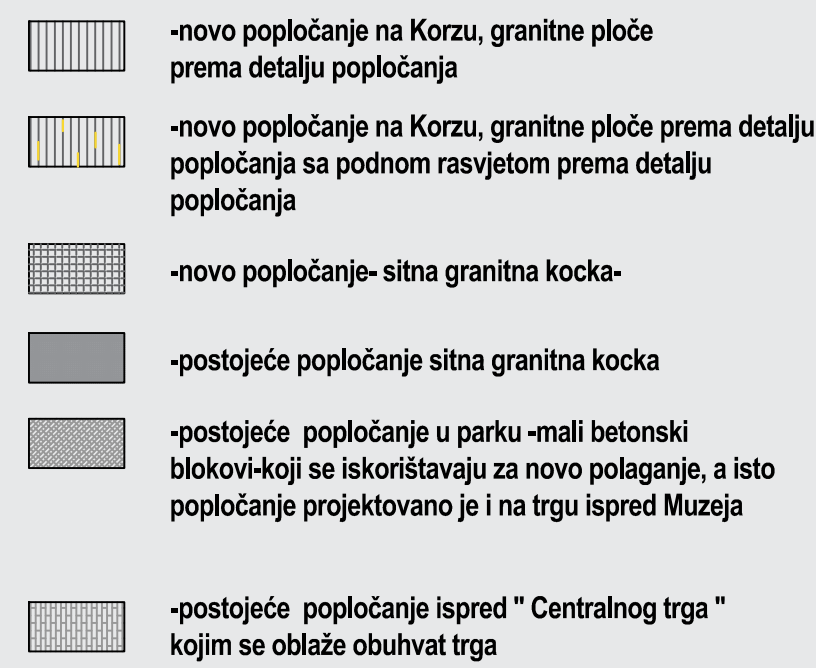 -novo popločanje na Korzu, granitne ploče
prema detalju popločanja
-novo popločanje na Korzu, granitne ploče prema detalju
popločanja sa podnom rasvjetom prema detalju
popločanja
-novo popločanje- sitna granitna kocka-
-postojeće popločanje sitna granitna kocka
-postojeće  popločanje u parku -mali betonski
blokovi-koji se iskorištavaju za novo polaganje, a isto
popločanje projektovano je i na trgu ispred Muzeja
-postojeće  popločanje ispred " Centralnog trga "
kojim se oblaže obuhvat trga